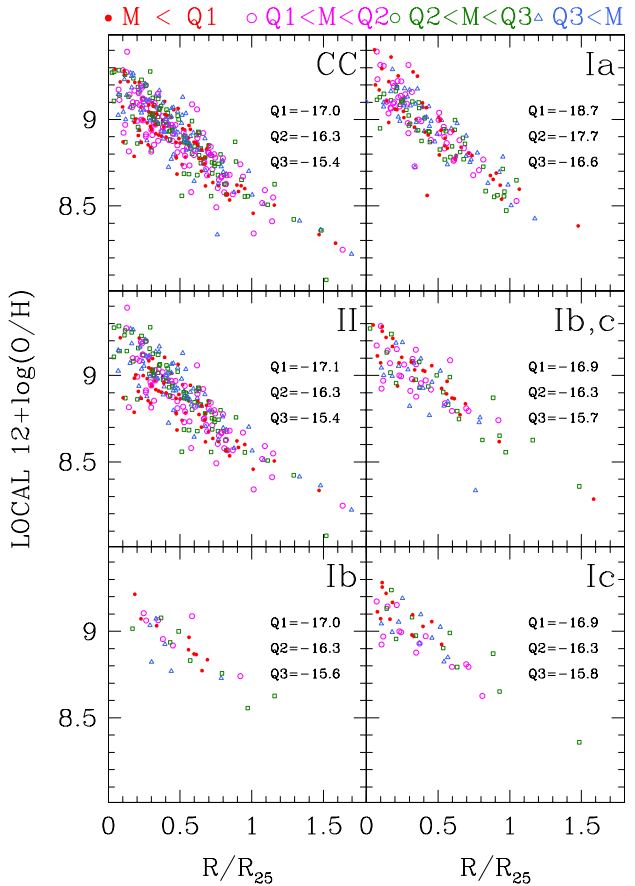 M < Q1 Q1<M<Q2 Q2<M<Q3 Q3<M
CC
Q1=−17.0
Q2=−16.3
Q3=−15.4
Ia
Q1=−18.7
Q2=−17.7
Q3=−16.6
9
8.5
II
Q1=−17.1
Q2=−16.3
Q3=−15.4
Ib,c
Q1=−16.9
Q2=−16.3
Q3=−15.7
9
8.5
LOCAL 12+log(O/H)
Ib
Q1=−17.0
Q2=−16.3
Q3=−15.6
Ic
Q1=−16.9
Q2=−16.3
Q3=−15.8
9
8.5
0 0.5 1 1.5 0 0.5 1 1.5
R/R25 R/R25